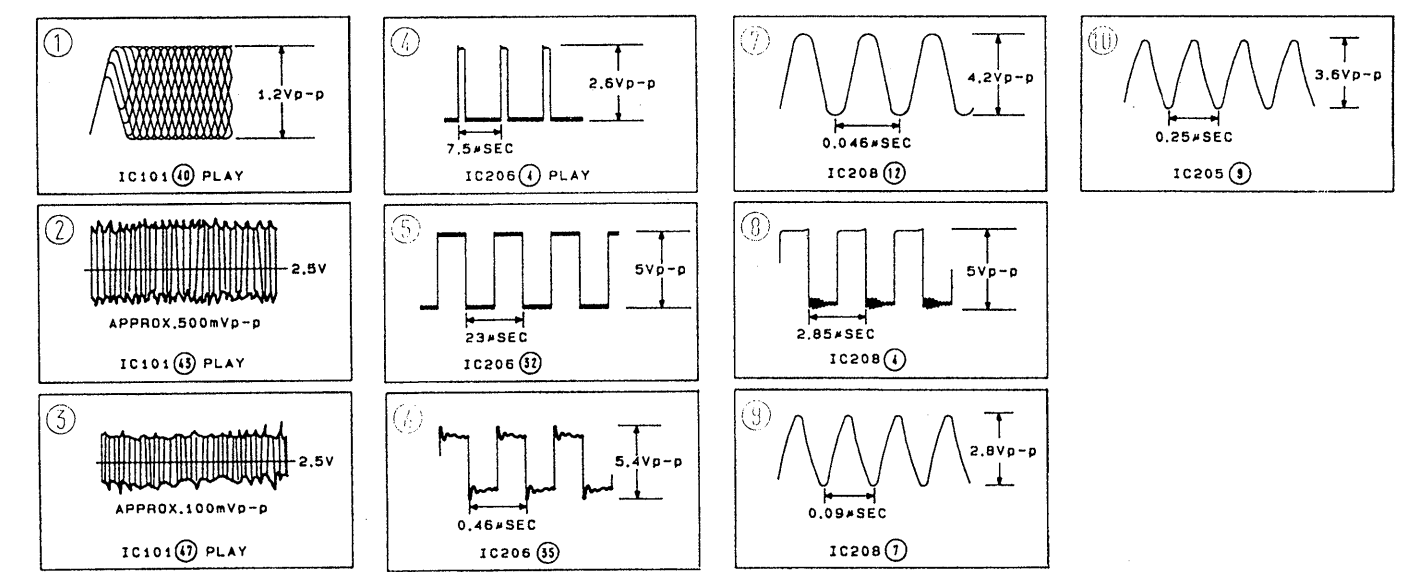 ①
1.2Vp-p
IC101 ㊵ PLAY
②
2.5V
APPROX.500mVp-p
IC101 ㊺ PLAY
③
2.5V
APPROX.100mVp-p
IC101 ㊼ PLAY
④
2.6Vp-p
7.5μSEC
IC206 ④ PLAY
⑤
5Vp-p
23μSEC
IC206 ㉜
5.4Vp-p
0.46μSEC
IC206 ㉟
⑦
4.2Vp-p
0.046μSEC
IC208 ⑫
⑧
5Vp-p
2.85μSEC
IC208 ④
⑨
2.8Vp-p
0.09μSEC
IC208 ⑦
⑩
3.6Vp-p
0.25μSEC
IC205 ⑨